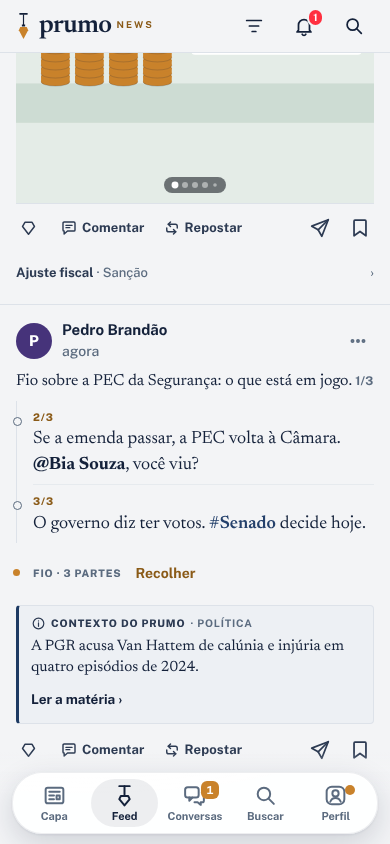 prumo NEWS
1
Comentar
Repostar
Ajuste fiscal · Sanção ›
P
Pedro Brandão
agora
Fio sobre a PEC da Segurança: o que está em jogo. 1/3
2/3
Se a emenda passar, a PEC volta à Câmara.
@Bia Souza, você viu?
3/3
O governo diz ter votos. #Senado decide hoje.
FIO · 3 PARTES Recolher
CONTEXTO DO PRUMO · POLÍTICA
A PGR acusa Van Hattem de calúnia e injúria em
quatro episódios de 2024.
Ler a matéria ›
Comentar
Repostar
1
Capa
Feed
Conversas
Buscar
Perfil